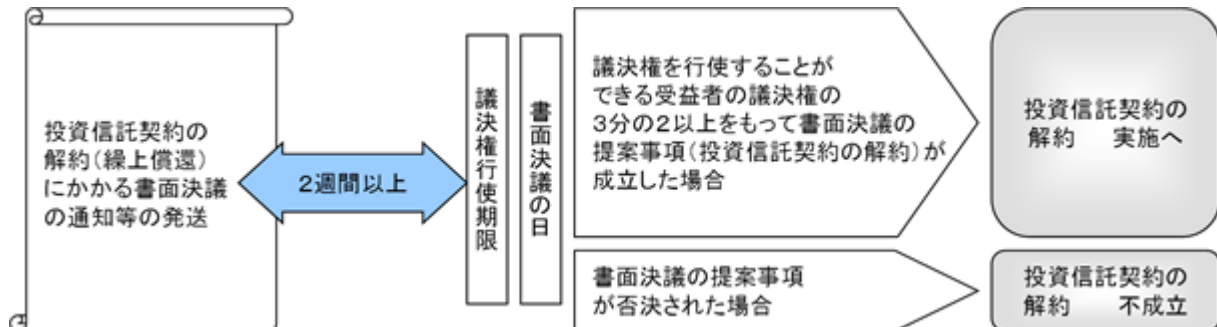 投資信託契約の
解約(繰上償還)
にかかる書面決議
の通知等の発送
2週間以上
議決権行使期限
書面決議の日
議決権を行使することが
できる受益者の議決権の
3分の2以上をもって書面決議の
提案事項(投資信託契約の解約)が
成立した場合
投資信託契約の
解約　実施へ
書面決議の提案事項
が否決された場合
投資信託契約の
解約　不成立